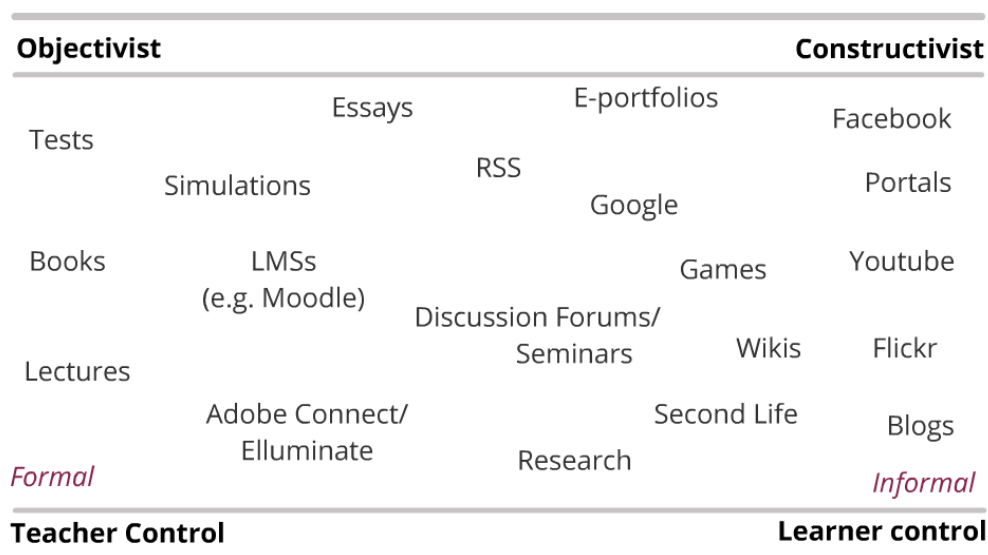 Objectivist
Constructivist
E-portfolios
Essays
Facebook
Tests
RSS
Simulations
Portals
Google
Books
LMSs
(e.g. Moodle)
Games
Youtube
Discussion Forums/
Seminars
Wikis
Flickr
Lectures
Adobe Connect/
Elluminate
Second Life
Blogs
Research
Formal
Informal
Teacher Control
Learner control